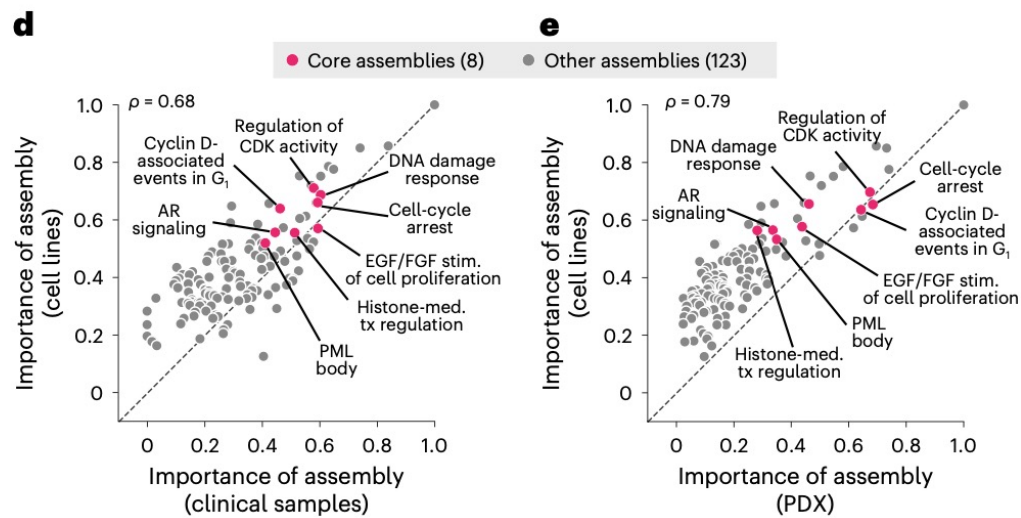 d
e
Core assemblies (8)
Other assemblies (123)
Importance of assembly
(cell lines)
1.0
0.8
0.6
0.4
0.2
0
ρ = 0.68
Cyclin D-
associated
events in G₁
Regulation of
CDK activity
DNA damage
response
AR
signaling
Cell-cycle
arrest
EGF/FGF stim.
of cell proliferation
Histone-med.
tx regulation
PML
body
0
0.2
0.4
0.6
0.8
1.0
Importance of assembly
(clinical samples)
Importance of assembly
(cell lines)
1.0
0.8
0.6
0.4
0.2
0
ρ = 0.79
Regulation of
CDK activity
DNA damage
response
Cell-cycle
arrest
AR
signaling
Cyclin D-
associated
events in G₁
EGF/FGF stim.
of cell proliferation
PML
body
Histone-med.
tx regulation
0
0.2
0.4
0.6
0.8
1.0
Importance of assembly
(PDX)